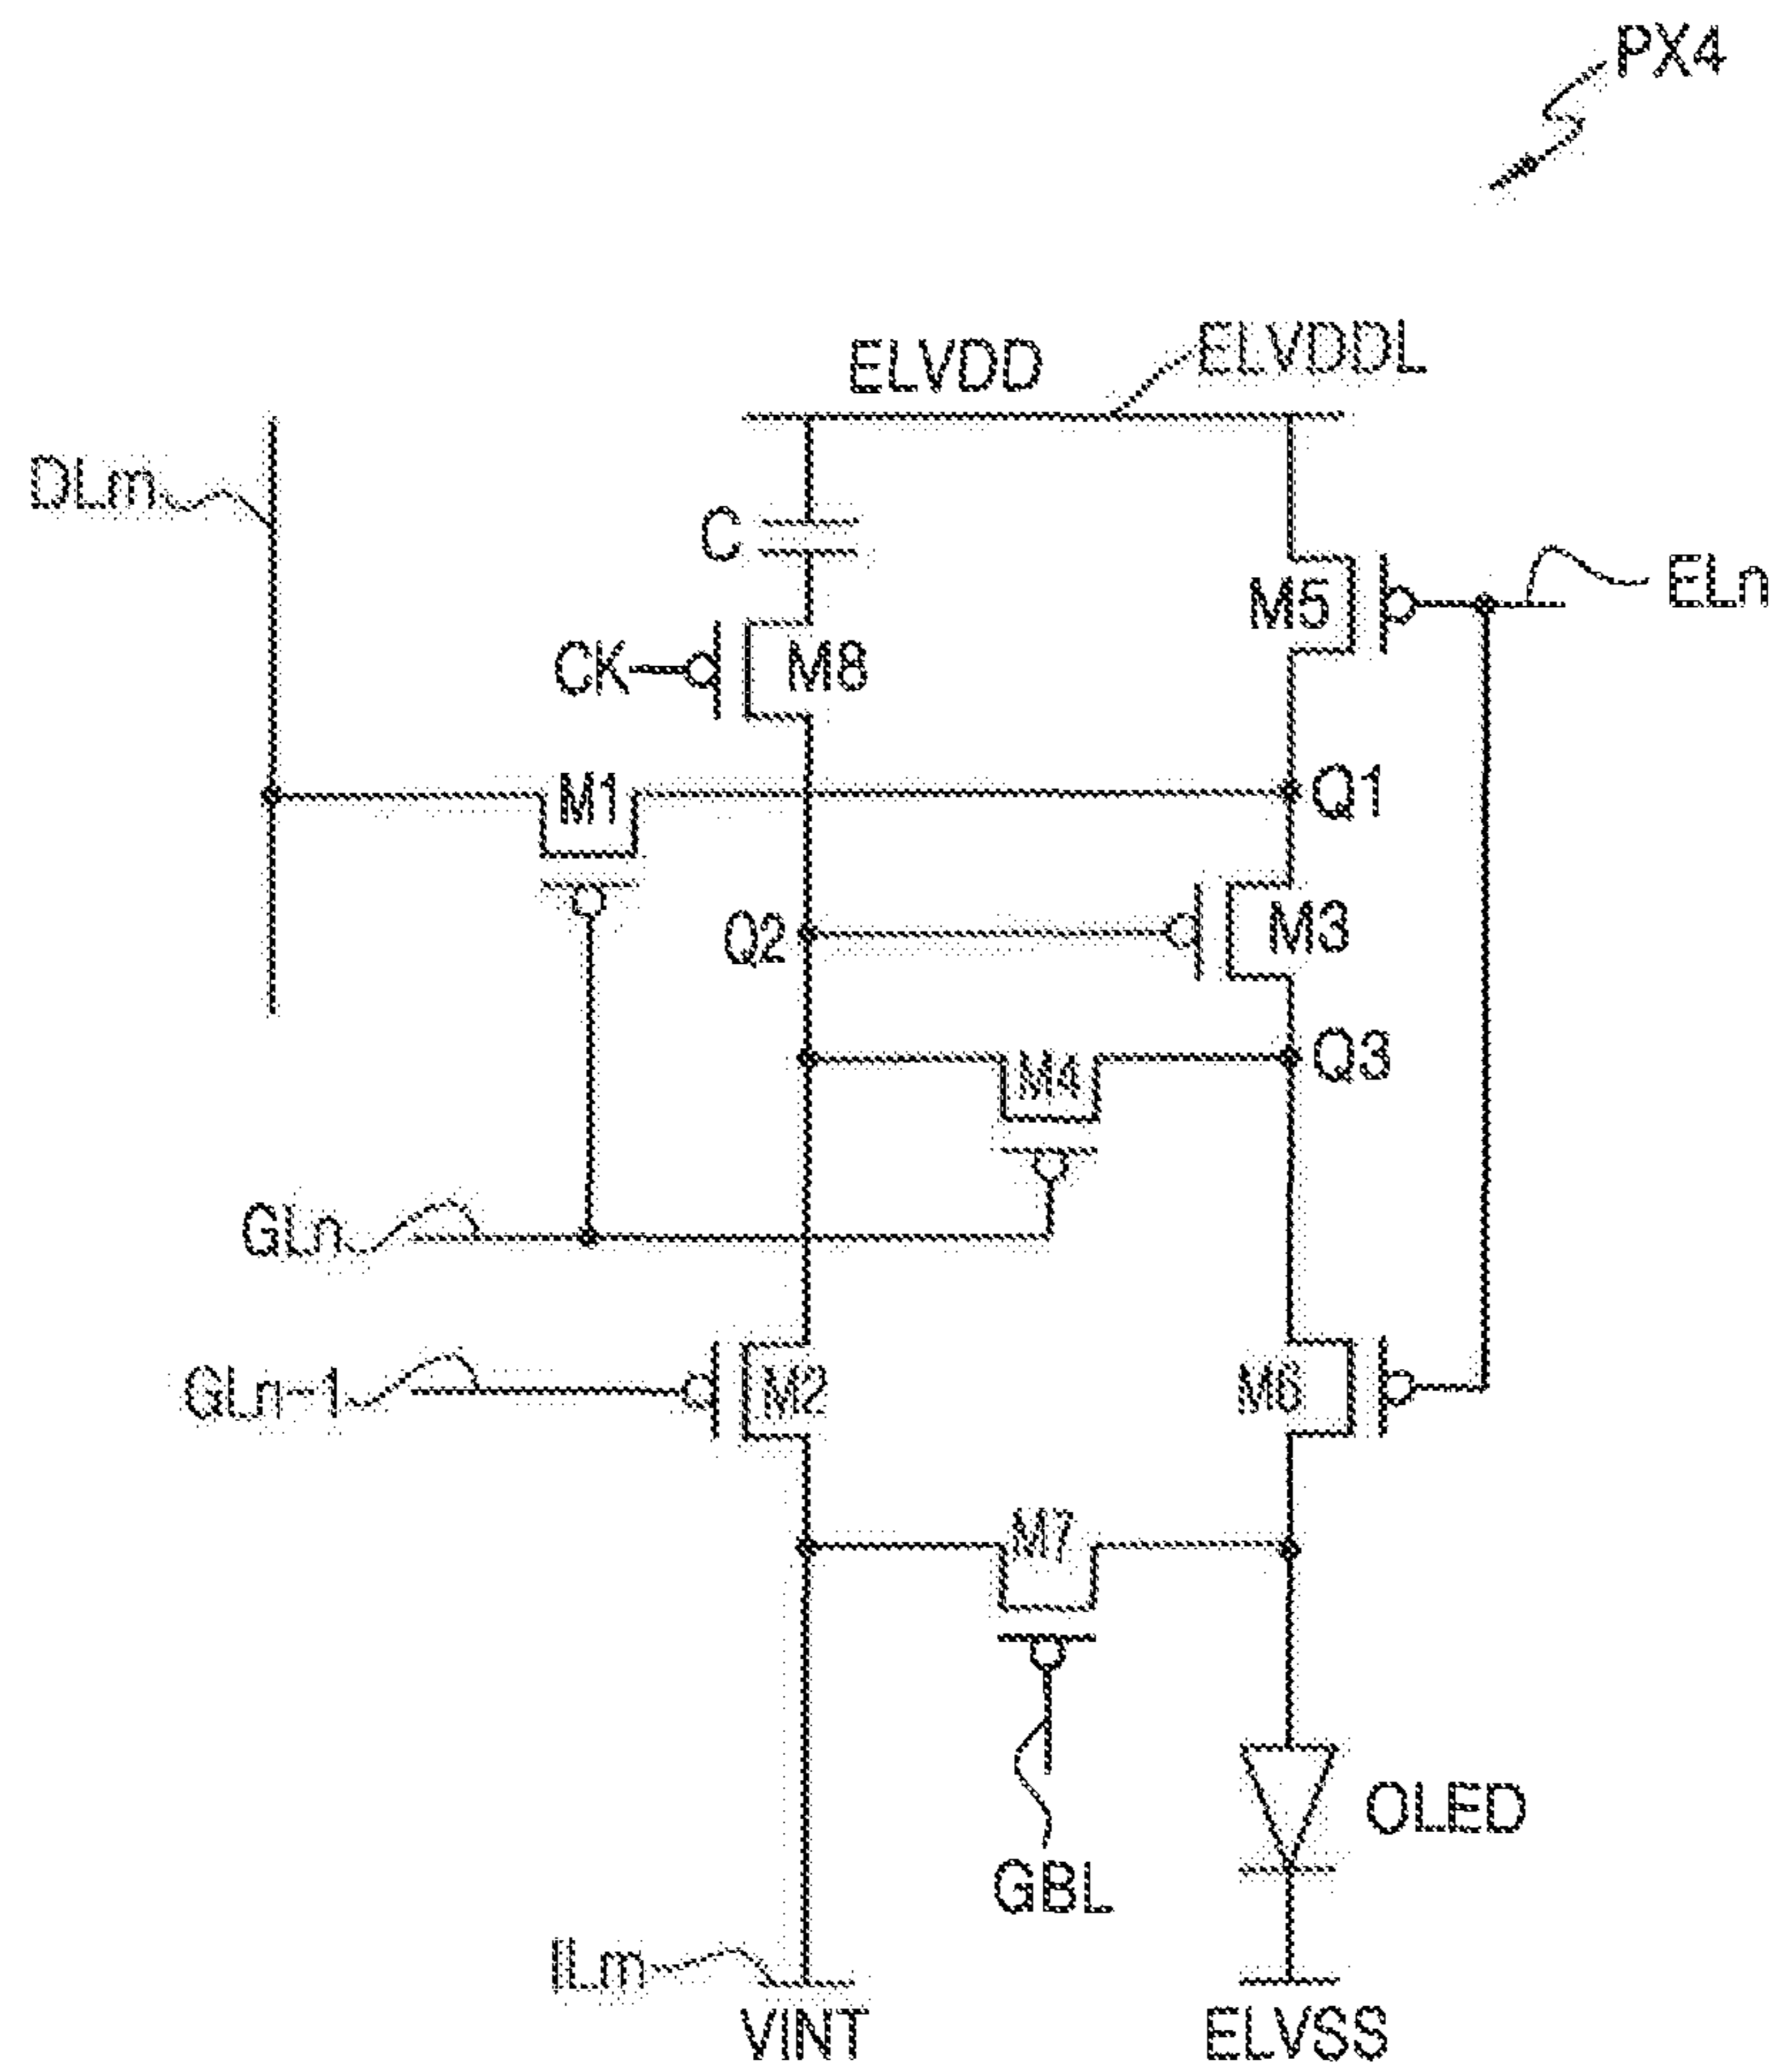 PX4
ELVDD
ELVDDL
DLm
C
M5
ELn
CK
M8
M1
Q1
Q2
M3
M4
Q3
GLn
GLn-1
M2
M6
M7
OLED
GBL
ILm
VINT
ELVSS